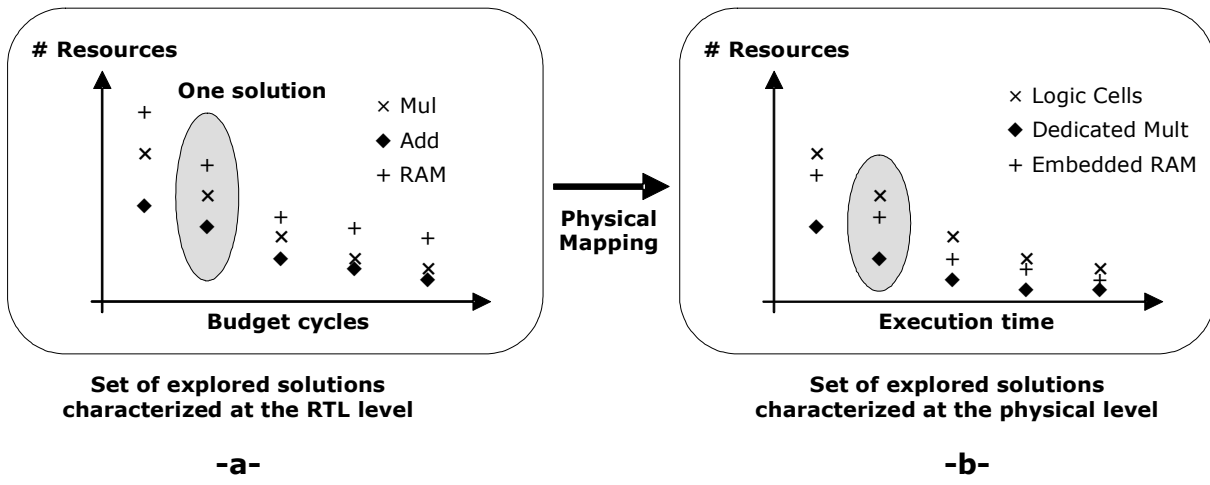 # Resources
One solution
Mul
Add
RAM
Budget cycles
Set of explored solutions
characterized at the RTL level
-a-
Physical
Mapping
# Resources
Logic Cells
Dedicated Mult
Embedded RAM
Execution time
Set of explored solutions
characterized at the physical level
-b-